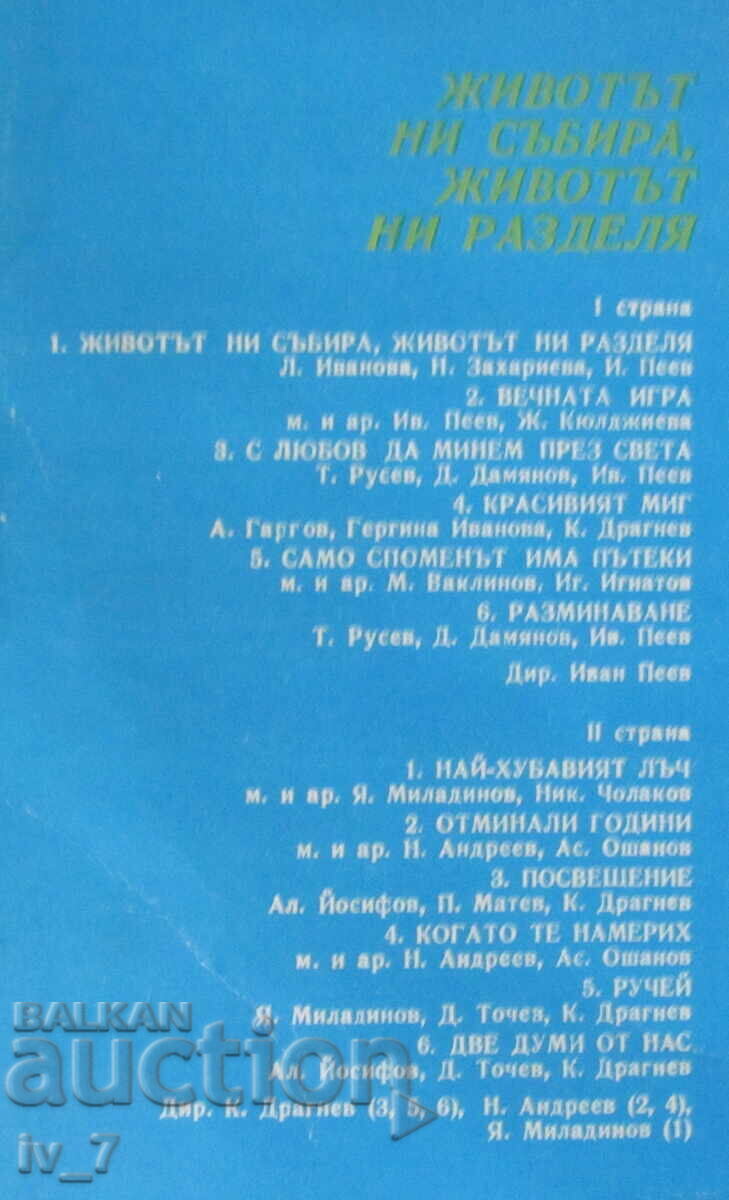 ЖИВОТЪТ
НИ СЪБИРА,
ЖИВОТЪТ
НИ РАЗДЕЛЯ
I страна
1. ЖИВОТЪТ НИ СЪБИРА, ЖИВОТЪТ НИ РАЗДЕЛЯ
Л. Иванова, Н. Захариева, И. Пеев
2. ВЕЧНАТА ИГРА
м. и ар. Ив. Пеев, Ж. Кюлджиева
3. С ЛЮБОВ ДА МИНЕМ ПРЕЗ СВЕТА
Т. Русев, Д. Дамянов, Ив. Пеев
4. КРАСИВИЯТ МИГ
А. Гаргов, Гергина Иванова, К. Драгнев
5. САМО СПОМЕНЪТ ИМА ПЪТЕКИ
м. и ар. М. Ваклинов, Иг. Игнатов
6. РАЗМИНАВАНЕ
Т. Русев, Д. Дамянов, Ив. Пеев
Дир. Иван Пеев
II страна
1. НАЙ-ХУБАВИЯТ ЛЪЧ
м. и ар. Я. Миладинов, Ник. Чолаков
2. ОТМИНАЛИ ГОДИНИ
м. и ар. Н. Андреев, Ас. Ошанов
3. ПОСВЕЩЕНИЕ
Ал. Йосифов, П. Матев, К. Драгнев
4. КОГАТО ТЕ НАМЕРИХ
м. и ар. Н. Андреев, Ас. Ошанов
5. РУЧЕЙ
Я. Миладинов, Д. Точев, К. Драгнев
6. ДВЕ ДУМИ ОТ НАС
Ал. Йосифов, Д. Точев, К. Драгнев
Дир. К. Драгнев (3, 5, 6), Н. Андреев (2, 4),
Я. Миладинов (1)
BALKAN
auction
iv_7